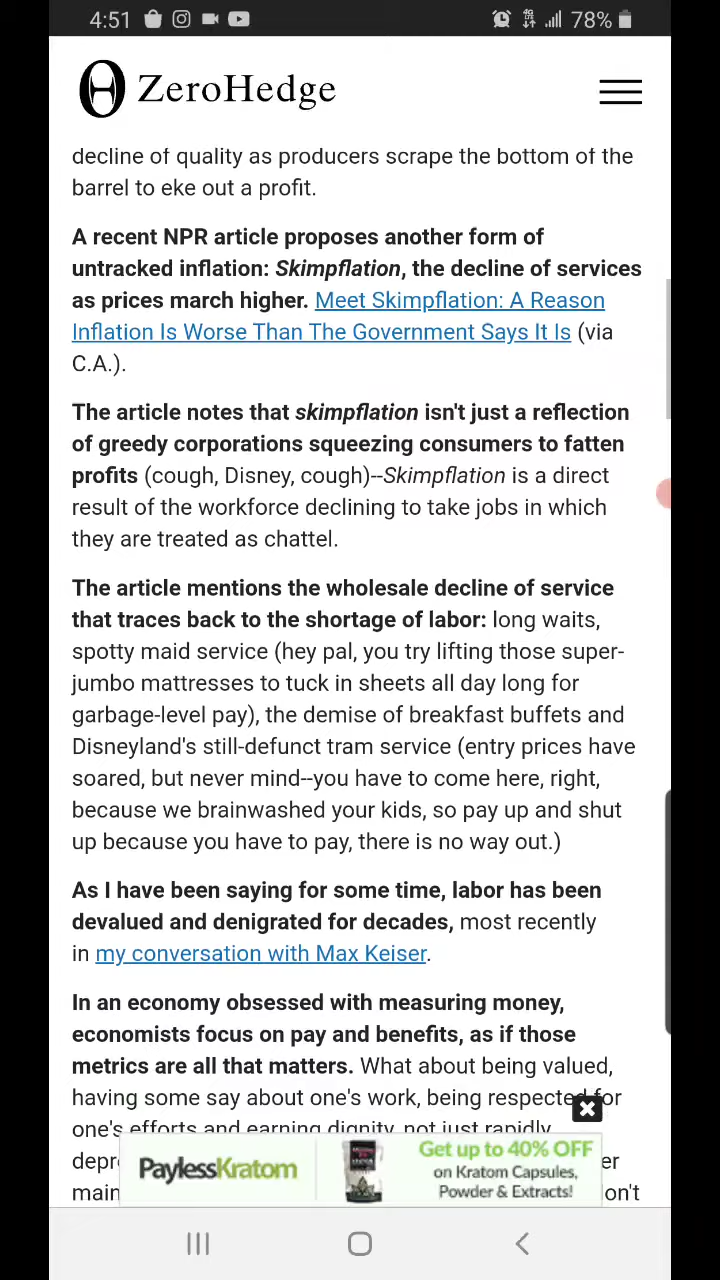 4:51
4G
78%
ZeroHedge
decline of quality as producers scrape the bottom of the
barrel to eke out a profit.
A recent NPR article proposes another form of
untracked inflation: Skimpflation, the decline of services
as prices march higher. Meet Skimpflation: A Reason
Inflation Is Worse Than The Government Says It Is (via
C.A.).
The article notes that skimpflation isn't just a reflection
of greedy corporations squeezing consumers to fatten
profits (cough, Disney, cough)--Skimpflation is a direct
result of the workforce declining to take jobs in which
they are treated as chattel.
The article mentions the wholesale decline of service
that traces back to the shortage of labor: long waits,
spotty maid service (hey pal, you try lifting those super-
jumbo mattresses to tuck in sheets all day long for
garbage-level pay), the demise of breakfast buffets and
Disneyland's still-defunct tram service (entry prices have
soared, but never mind--you have to come here, right,
because we brainwashed your kids, so pay up and shut
up because you have to pay, there is no way out.)
As I have been saying for some time, labor has been
devalued and denigrated for decades, most recently
in my conversation with Max Keiser.
In an economy obsessed with measuring money,
economists focus on pay and benefits, as if those
metrics are all that matters. What about being valued,
having some say about one's work, being respected for
one's efforts and earning dignity, not just rapidly
depr er
main on't
PaylessKratom
Get up to 40% OFF
on Kratom Capsules,
Powder & Extracts!